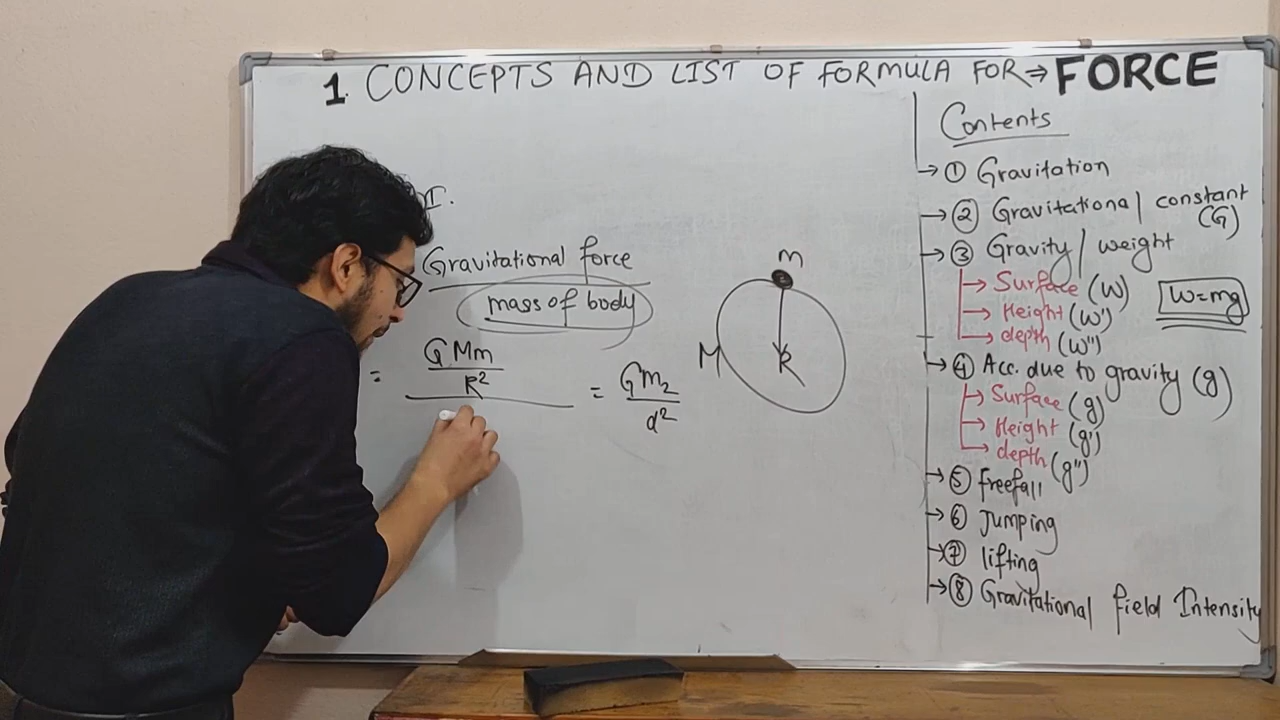 1. CONCEPTS AND LIST OF FORMULA FOR ⇒ FORCE
I.
Gravitational force
mass of body
= GMm
R²
= Gm₂
d²
m
M
R
Contents
→ ① Gravitation
→ ② Gravitational constant
(G)
→ ③ Gravity/weight
→ Surface (W)
→ Height (W')
→ depth (W'')
W=mg
→ ④ Acc. due to gravity (g)
→ Surface (g)
→ Height (g')
→ depth (g'')
→ ⑤ freefall
→ ⑥ Jumping
→ ⑦ lifting
→ ⑧ Gravitational field Intensity